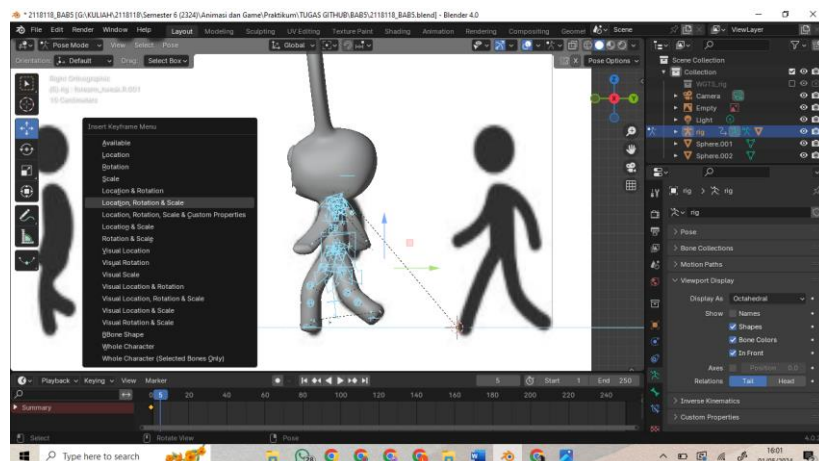 * 2118118_BAB5 [G:\KULIAH\2118118\Semester 6 (2324)\Animasi dan Game\Praktikum\TUGAS GITHUB\BAB5\2118118_BAB5.blend] - Blender 4.0
File Edit Render Window Help Layout Modeling Sculpting UV Editing Texture Paint Shading Animation Rendering Compositing Geomet Scene ViewLayer
Pose Mode View Select Pose Global
Orientation: Default Drag: Select Box Pose Options
Right Orthographic
10 Centimeters
Insert Keyframe Menu
Available
Location
Rotation
Scale
Location & Rotation
Location, Rotation & Scale
Location, Rotation, Scale & Custom Properties
Location & Scale
Rotation & Scale
Visual Location
Visual Rotation
Visual Scale
Visual Location & Rotation
Visual Location, Rotation & Scale
Visual Location & Scale
Visual Rotation & Scale
BBone Shape
Whole Character
Whole Character (Selected Bones Only)
Scene Collection
Collection
WGTS_rig
Camera
Empty
Light
rig
Sphere.001
Sphere.002
rig > rig
rig
Pose
Bone Collections
Motion Paths
Viewport Display
Display As Octahedral
Show Names
Shapes
Bone Colors
In Front
Axes Position 0.0
Relations Tail Head
Inverse Kinematics
Custom Properties
Playback Keying View Marker 5 Start 1 End 250
0 5 20 40 60 80 100 120 140 160 180 200 220 240
Summary
Select Rotate View Pose 4.0
Type here to search 16:01